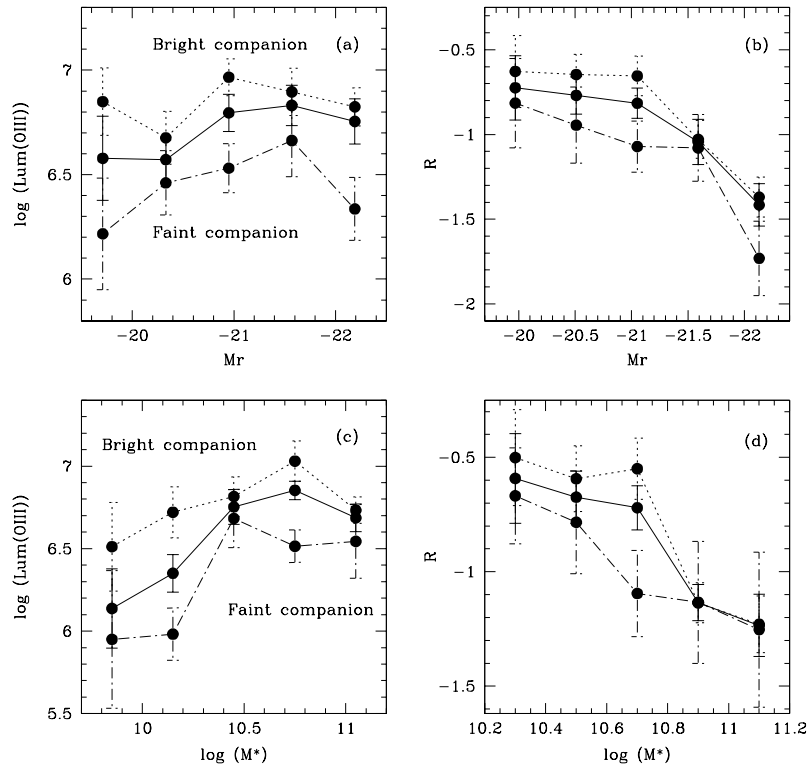 Bright companion (a)
7
6.5
6
log (Lum(OIII))
Faint companion
−20 −21 −22
Mr
(b)
−0.5
−1
−1.5
−2
R
−20 −20.5 −21 −21.5 −22
Mr
(c)
Bright companion
7
6.5
6
5.5
log (Lum(OIII))
Faint companion
10 10.5 11
log (M*)
(d)
−0.5
−1
−1.5
R
10.2 10.4 10.6 10.8 11 11.2
log (M*)